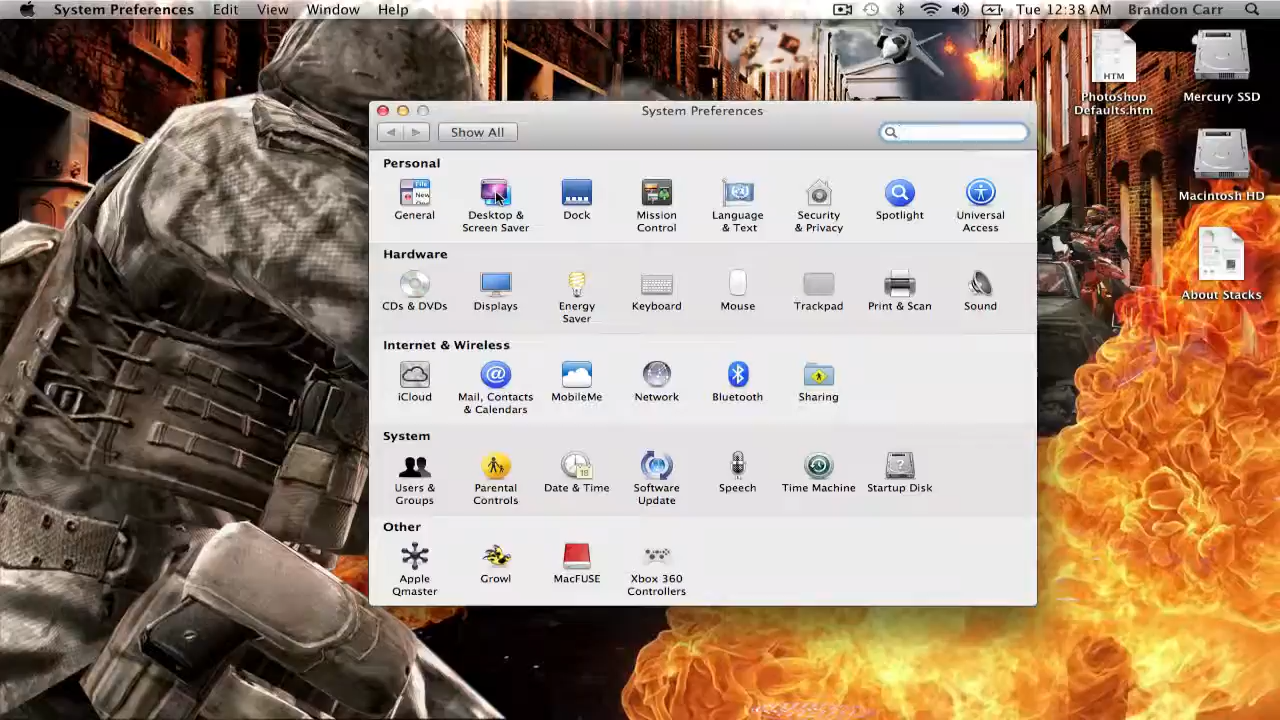 System Preferences Edit View Window Help Tue 12:38 AM Brandon Carr
HTM
Photoshop
Defaults.htm
Mercury SSD
Macintosh HD
About Stacks
System Preferences
Show All
Personal
General
Desktop &
Screen Saver
Dock
Mission
Control
Language
& Text
Security
& Privacy
Spotlight
Universal
Access
Hardware
CDs & DVDs
Displays
Energy
Saver
Keyboard
Mouse
Trackpad
Print & Scan
Sound
Internet & Wireless
iCloud
Mail, Contacts
& Calendars
MobileMe
Network
Bluetooth
Sharing
System
Users &
Groups
Parental
Controls
Date & Time
Software
Update
Speech
Time Machine
Startup Disk
Other
Apple
Qmaster
Growl
MacFUSE
Xbox 360
Controllers